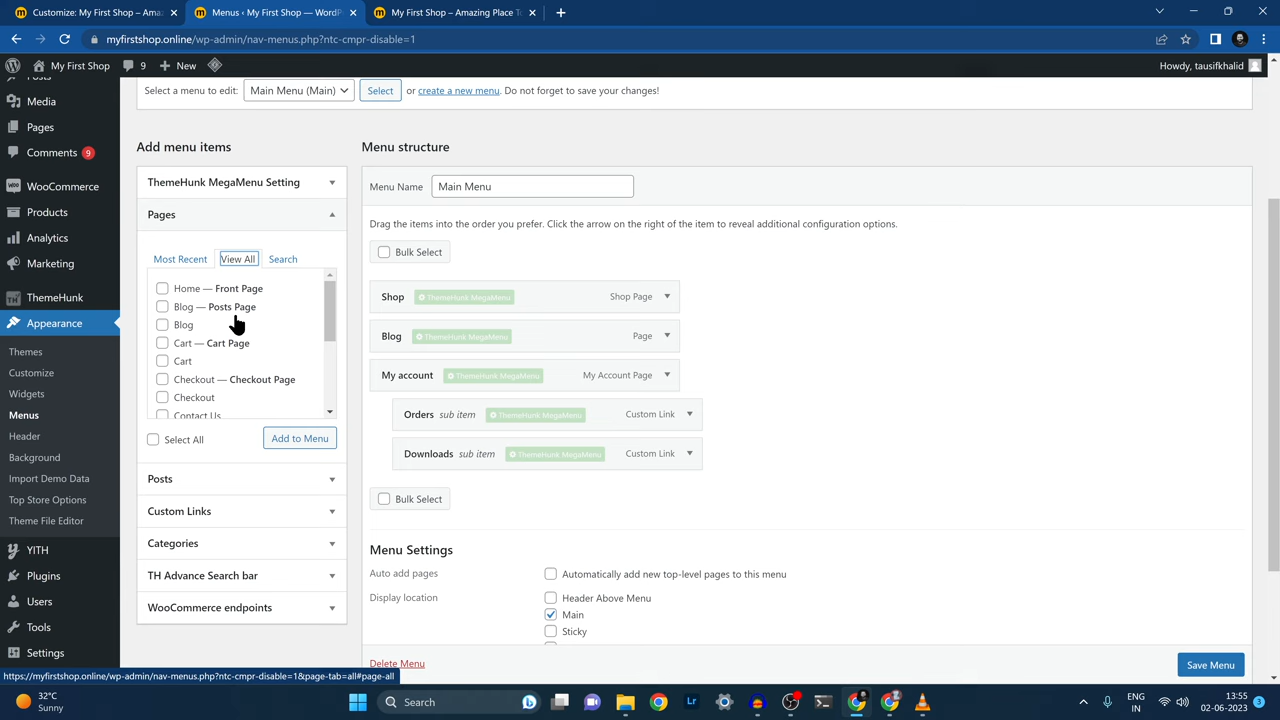 Customize: My First Shop - Amaz
Menus ‹ My First Shop — WordPr
My First Shop – Amazing Place To
myfirstshop.online/wp-admin/nav-menus.php?ntc-cmpr-disable=1
My First Shop
9
New
Howdy, tausifkhalid
Posts
Media
Pages
Comments 9
WooCommerce
Products
Analytics
Marketing
ThemeHunk
Appearance
Themes
Customize
Widgets
Menus
Header
Background
Import Demo Data
Top Store Options
Theme File Editor
YITH
Plugins
Users
Tools
Settings
Select a menu to edit: Main Menu (Main) Select or create a new menu. Do not forget to save your changes!
Add menu items
ThemeHunk MegaMenu Setting
Pages
Most Recent View All Search
Home — Front Page
Blog — Posts Page
Blog
Cart — Cart Page
Cart
Checkout — Checkout Page
Checkout
Contact Us
Select All Add to Menu
Posts
Custom Links
Categories
TH Advance Search bar
WooCommerce endpoints
Menu structure
Menu Name Main Menu
Drag the items into the order you prefer. Click the arrow on the right of the item to reveal additional configuration options.
Bulk Select
Shop ThemeHunk MegaMenu Shop Page
Blog ThemeHunk MegaMenu Page
My account ThemeHunk MegaMenu My Account Page
Orders sub item ThemeHunk MegaMenu Custom Link
Downloads sub item ThemeHunk MegaMenu Custom Link
Bulk Select
Menu Settings
Auto add pages Automatically add new top-level pages to this menu
Display location Header Above Menu
Main
Sticky
Delete Menu Save Menu
https://myfirstshop.online/wp-admin/nav-menus.php?ntc-cmpr-disable=1&page-tab=all#page-all
32°C
Sunny
Search
Lr
ENG
IN
13:55
02-06-2023
3